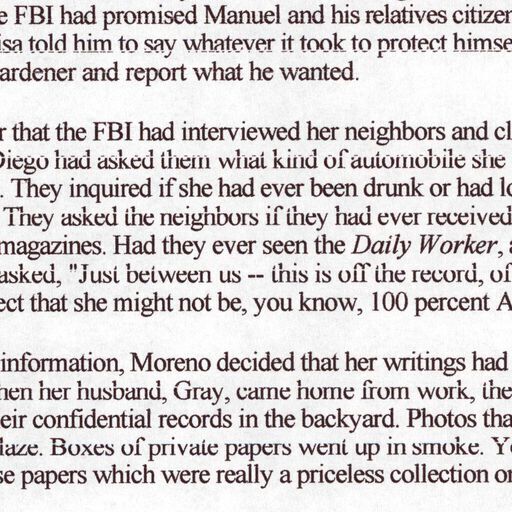 e FBI had promised Manuel and his relatives citizen
isa told him to say whatever it took to protect himse
ardener and report what he wanted.
r that the FBI had interviewed her neighbors and cl
Diego had asked them what kind of automobile she
. They inquired if she had ever been drunk or had lo
They asked the neighbors if they had ever received
magazines. Had they ever seen the Daily Worker, a
asked, "Just between us -- this is off the record, of
ect that she might not be, you know, 100 percent A
information, Moreno decided that her writings had
hen her husband, Gray, came home from work, the
eir confidential records in the backyard. Photos tha
laze. Boxes of private papers went up in smoke. Y
se papers which were really a priceless collection on